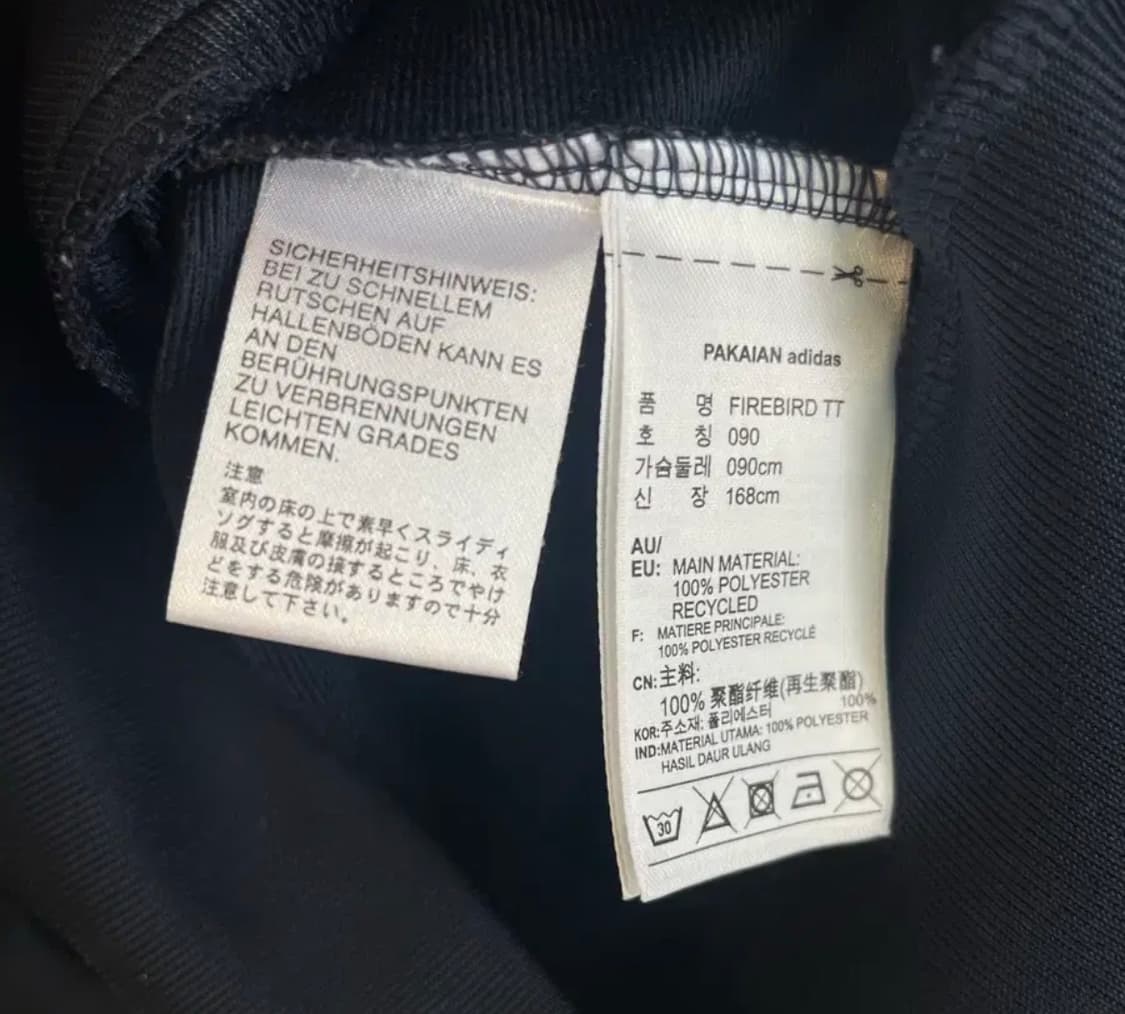 SICHERHEITSHINWEIS:
BEI ZU SCHNELLEM
RUTSCHEN AUF
HALLENBÖDEN KANN ES
AN DEN
BERÜHRUNGSPUNKTEN
ZU VERBRENNUNGEN
LEICHTEN GRADES
KOMMEN.
注意
室内の床の上で素早くスライディ
ングすると摩擦が起こり、床、衣
服及び皮膚の接するところでやけ
どをする危険がありますので十分
注意して下さい。
PAKAIAN adidas
품 명 FIREBIRD TT
호 칭 090
가슴둘레 090cm
신 장 168cm
AU/
EU: MAIN MATERIAL:
100% POLYESTER
RECYCLED
F: MATIERE PRINCIPALE:
100% POLYESTER RECYCLÉ
CN:主料:
100% 聚酯纤维(再生聚酯)
KOR:주소재: 폴리에스터 100%
IND:MATERIAL UTAMA: 100% POLYESTER
HASIL DAUR ULANG
30